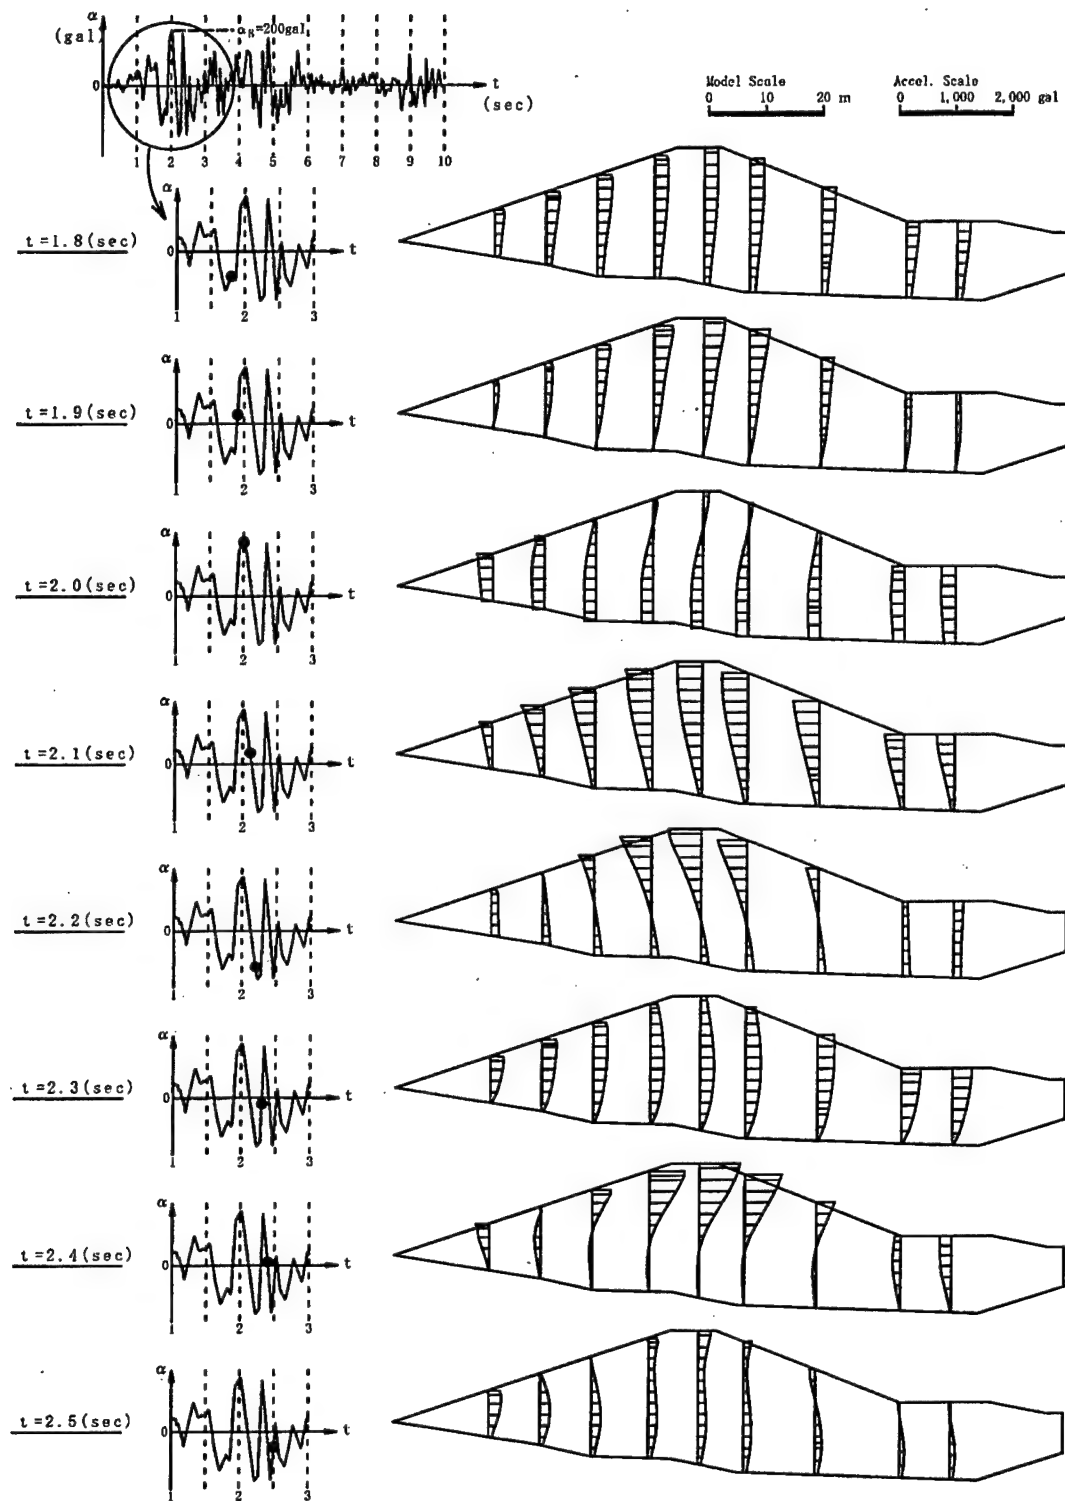 α
(gal)
αg=200gal
0
t
(sec)
1 2 3 4 5 6 7 8 9 10
Model Scale
0 10 20 m
Accel. Scale
0 1,000 2,000 gal
t=1.8(sec)
α
0
t
1 2 3
t=1.9(sec)
α
0
t
1 2 3
t=2.0(sec)
α
0
t
1 2 3
t=2.1(sec)
α
0
t
1 2 3
t=2.2(sec)
α
0
t
1 2 3
t=2.3(sec)
α
0
t
1 2 3
t=2.4(sec)
α
0
t
1 2 3
t=2.5(sec)
α
0
t
1 2 3